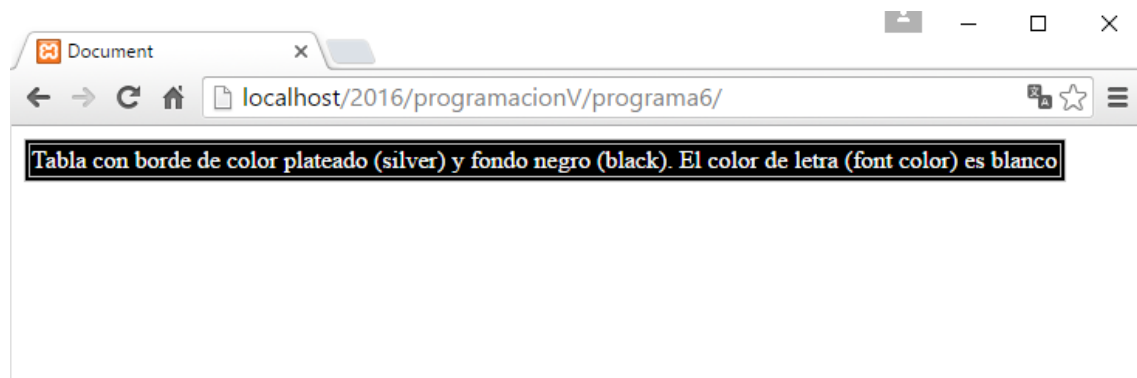 Document
localhost/2016/programacionV/programa6/
Tabla con borde de color plateado (silver) y fondo negro (black). El color de letra (font color) es blanco